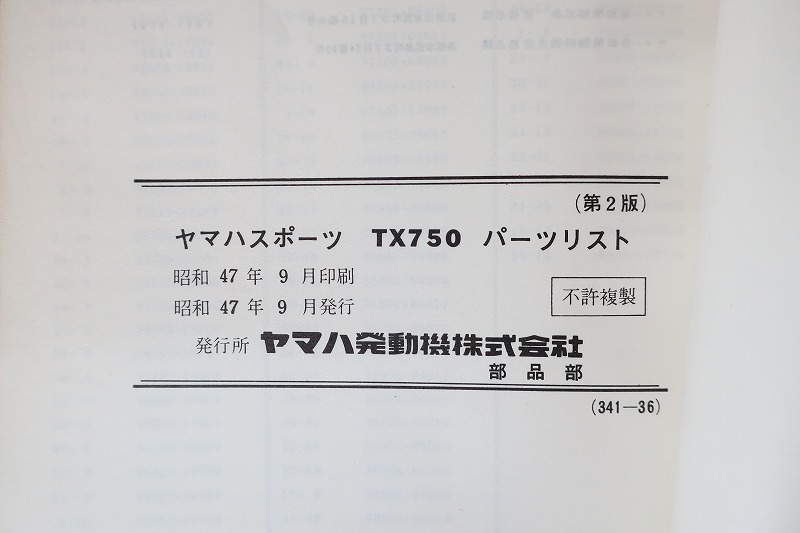 (第2版)
ヤマハスポーツ TX750 パーツリスト
昭和 47 年 9 月印刷
昭和 47 年 9 月発行
不許複製
発行所 ヤマハ発動機株式会社
部品部
(341—36)